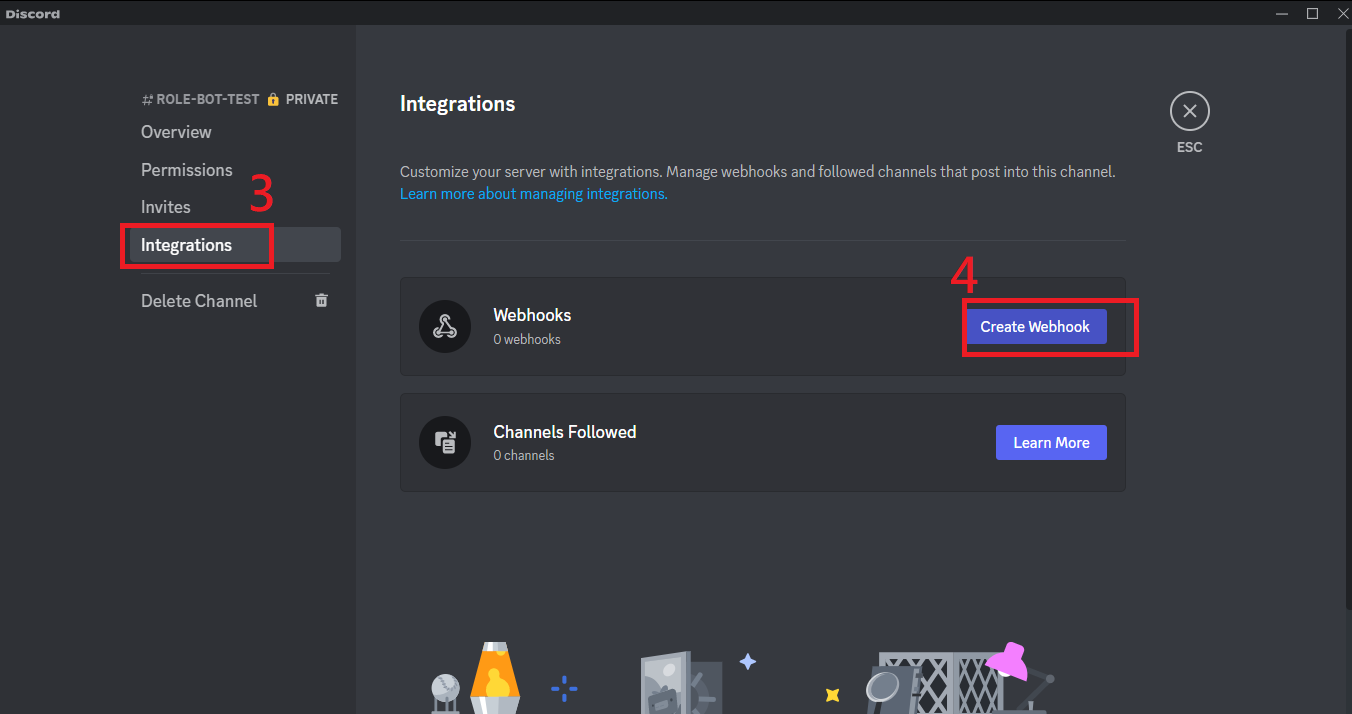 Discord
# ROLE-BOT-TEST 🔒 PRIVATE
Overview
Permissions
3
Invites
Integrations
Delete Channel
Integrations
ESC
Customize your server with integrations. Manage webhooks and followed channels that post into this channel.
Learn more about managing integrations.
4
Webhooks
0 webhooks
Create Webhook
Channels Followed
0 channels
Learn More